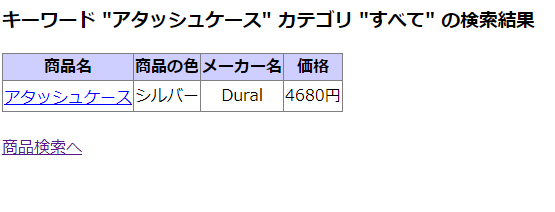 キーワード "アタッシュケース" カテゴリ "すべて" の検索結果
商品名 商品の色 メーカー名 価格
アタッシュケース シルバー Dural 4680円
商品検索へ